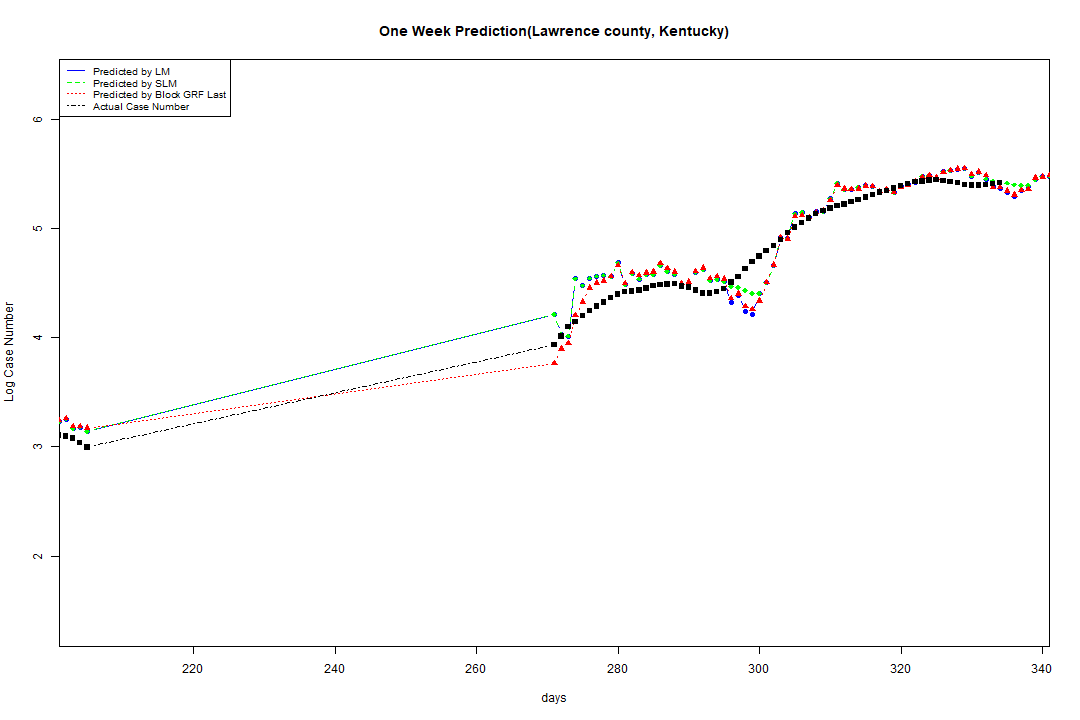 One Week Prediction(Lawrence county, Kentucky)
Predicted by LM
Predicted by SLM
Predicted by Block GRF Last
Actual Case Number
6
5
4
3
2
Log Case Number
220 240 260 280 300 320 340
days